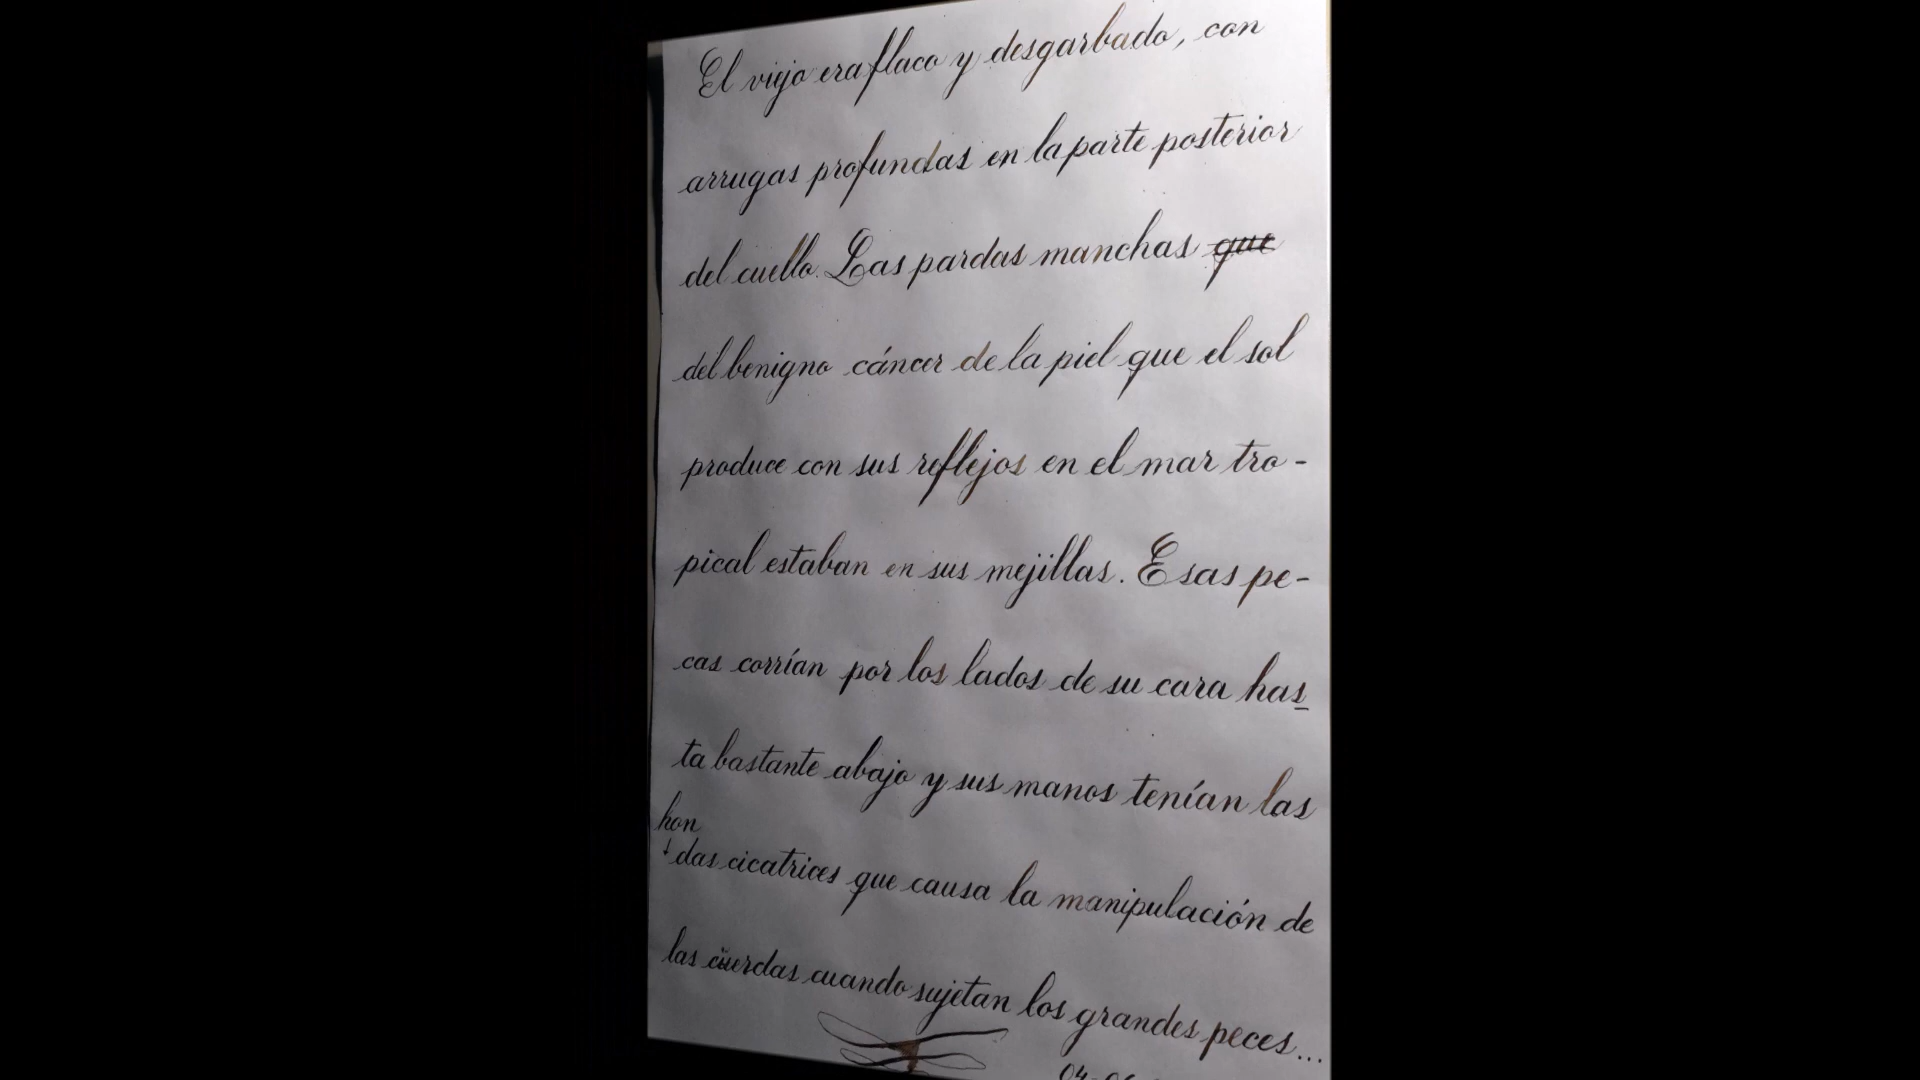 El viejo era flaco y desgarbado, con
arrugas profundas en la parte posterior
del cuello. Las pardas manchas que
del benigno cáncer de la piel que el sol
produce con sus reflejos en el mar tro-
pical estaban en sus mejillas. Esas pe-
cas corrían por los lados de su cara has
ta bastante abajo y sus manos tenían las
hon
das cicatrices que causa la manipulación de
las cuerdas cuando sujetan los grandes peces...